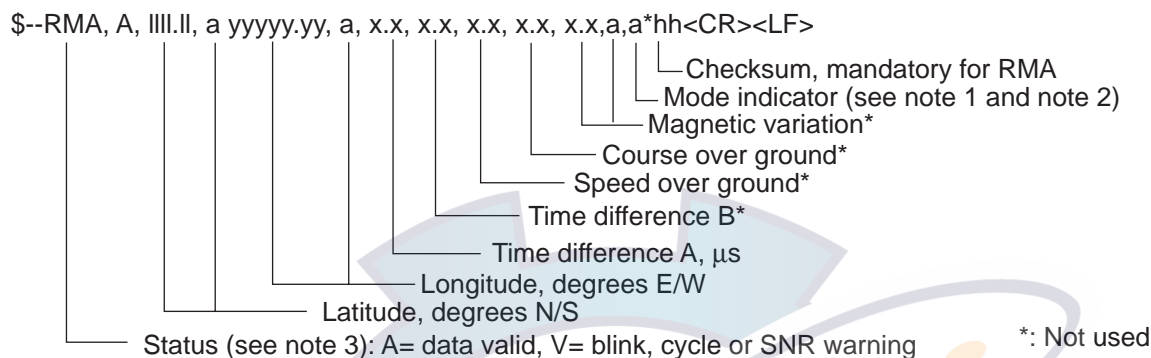 $--RMA, A, llll.ll, a yyyyy.yy, a, x.x, x.x, x.x, x.x, x.x,a,a*hh<CR><LF>
Checksum, mandatory for RMA
Mode indicator (see note 1 and note 2)
Magnetic variation*
Course over ground*
Speed over ground*
Time difference B*
Time difference A, μs
Longitude, degrees E/W
Latitude, degrees N/S
Status (see note 3): A= data valid, V= blink, cycle or SNR warning
*: Not used